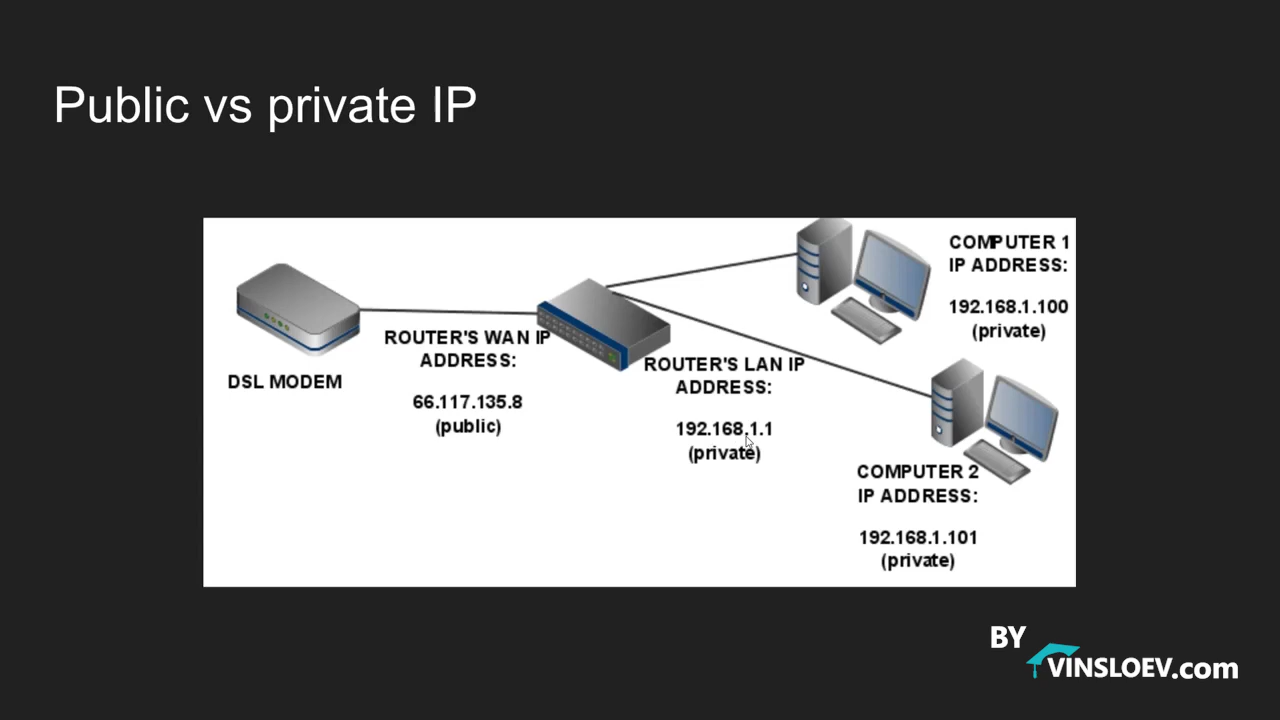 Public vs private IP
DSL MODEM
ROUTER'S WAN IP
ADDRESS:
66.117.135.8
(public)
ROUTER'S LAN IP
ADDRESS:
192.168.1.1
(private)
COMPUTER 1
IP ADDRESS:
192.168.1.100
(private)
COMPUTER 2
IP ADDRESS:
192.168.1.101
(private)
BY
VINSLOEV.com